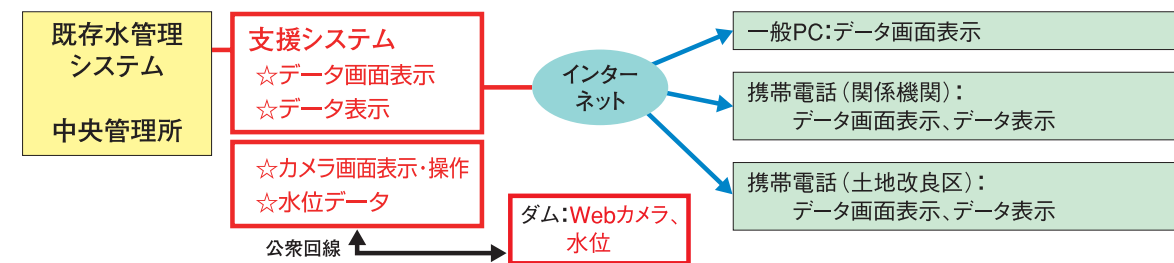 既存水管理
システム
中央管理所
支援システム
☆データ画面表示
☆データ表示
☆カメラ画面表示・操作
☆水位データ
公衆回線
ダム：Webカメラ、
水位
インター
ネット
一般PC：データ画面表示
携帯電話（関係機関）：
データ画面表示、データ表示
携帯電話（土地改良区）：
データ画面表示、データ表示